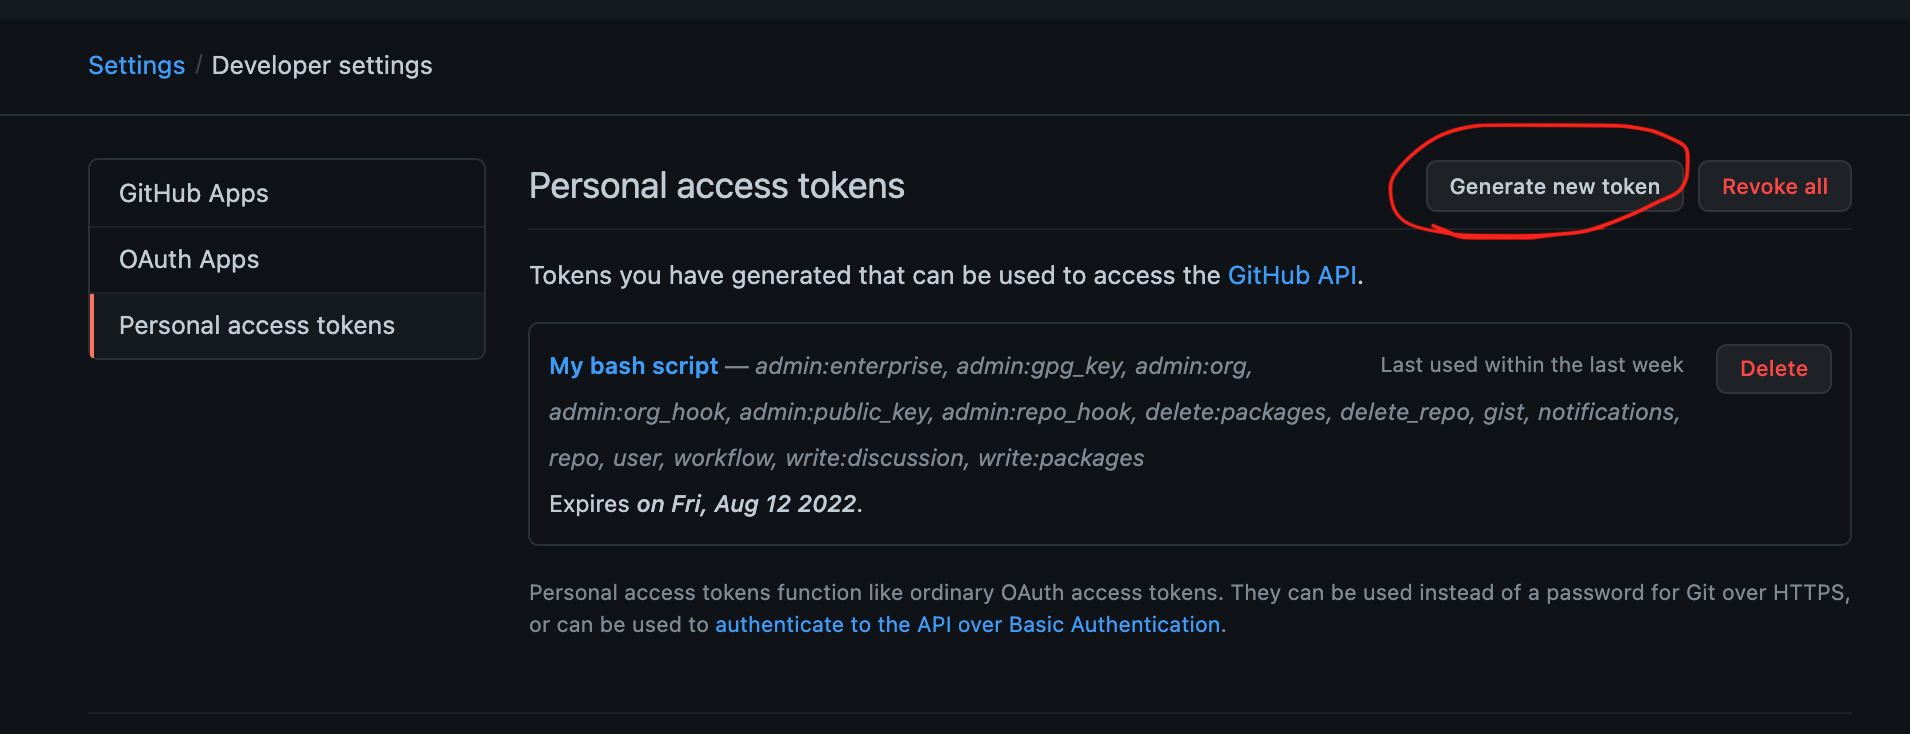 Settings / Developer settings
GitHub Apps
OAuth Apps
Personal access tokens
Personal access tokens
Generate new token
Revoke all
Tokens you have generated that can be used to access the GitHub API.
My bash script — admin:enterprise, admin:gpg_key, admin:org,
Last used within the last week
Delete
admin:org_hook, admin:public_key, admin:repo_hook, delete:packages, delete_repo, gist, notifications,
repo, user, workflow, write:discussion, write:packages
Expires on Fri, Aug 12 2022.
Personal access tokens function like ordinary OAuth access tokens. They can be used instead of a password for Git over HTTPS,
or can be used to authenticate to the API over Basic Authentication.